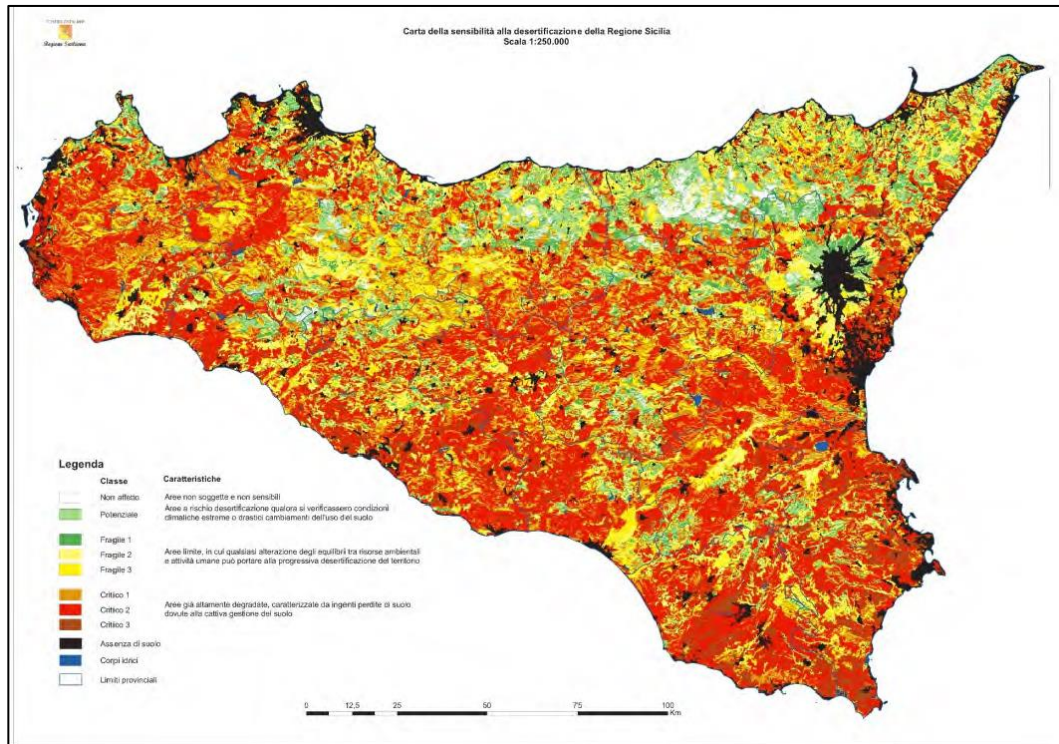 Regione Siciliana
Carta della sensibilità alla desertificazione della Regione Sicilia
Scala 1:250.000
Legenda
Classe Caratteristiche
Non affetto Aree non soggette e non sensibili
Potenziale Aree a rischio desertificazione qualora si verificassero condizioni
climatiche estreme o drastici cambiamenti dell'uso del suolo
Fragile 1
Fragile 2 Aree limite, in cui qualsiasi alterazione degli equilibri tra risorse ambientali
e attività umane può portare alla progressiva desertificazione del territorio
Fragile 3
Critico 1
Critico 2 Aree già altamente degradate, caratterizzate da ingenti perdite di suolo
dovute alla cattiva gestione del suolo
Critico 3
Assenza di suolo
Corpi idrici
Limiti provinciali
0 12,5 25 50 75 100
Km